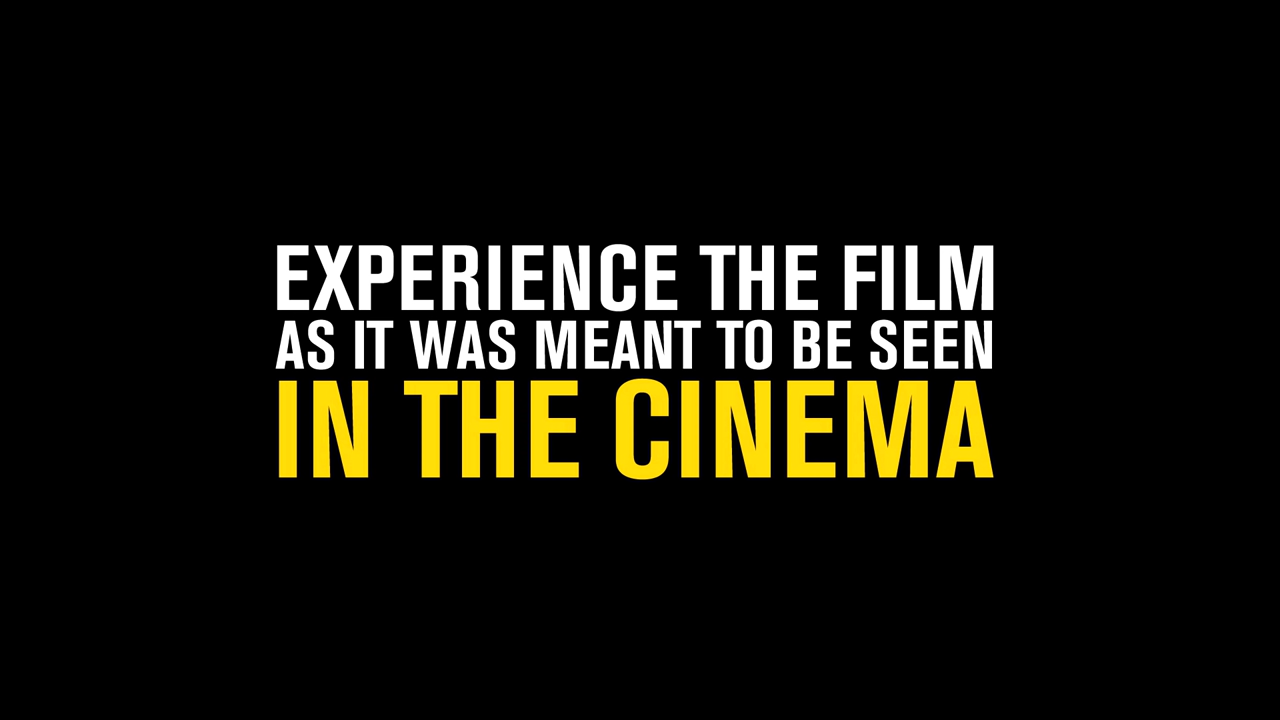 EXPERIENCE THE FILM
AS IT WAS MEANT TO BE SEEN
IN THE CINEMA